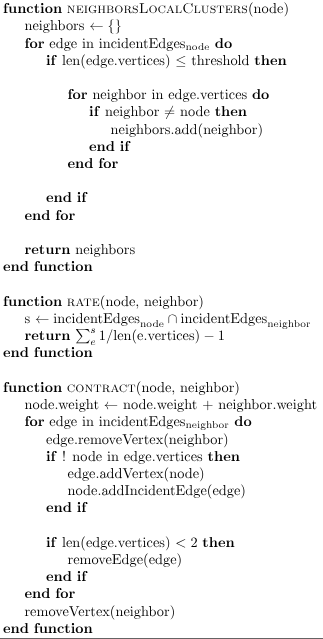 function NEIGHBORSLOCALCLUSTERS(node)
neighbors ← {}
for edge in incidentEdges_node do
if len(edge.vertices) ≤ threshold then
for neighbor in edge.vertices do
if neighbor ≠ node then
neighbors.add(neighbor)
end if
end for
end if
end for
return neighbors
end function
function RATE(node, neighbor)
s ← incidentEdges_node ∩ incidentEdges_neighbor
return ∑_e^s 1/len(e.vertices) − 1
end function
function CONTRACT(node, neighbor)
node.weight ← node.weight + neighbor.weight
for edge in incidentEdges_neighbor do
edge.removeVertex(neighbor)
if ! node in edge.vertices then
edge.addVertex(node)
node.addIncidentEdge(edge)
end if
if len(edge.vertices) < 2 then
removeEdge(edge)
end if
end for
removeVertex(neighbor)
end function